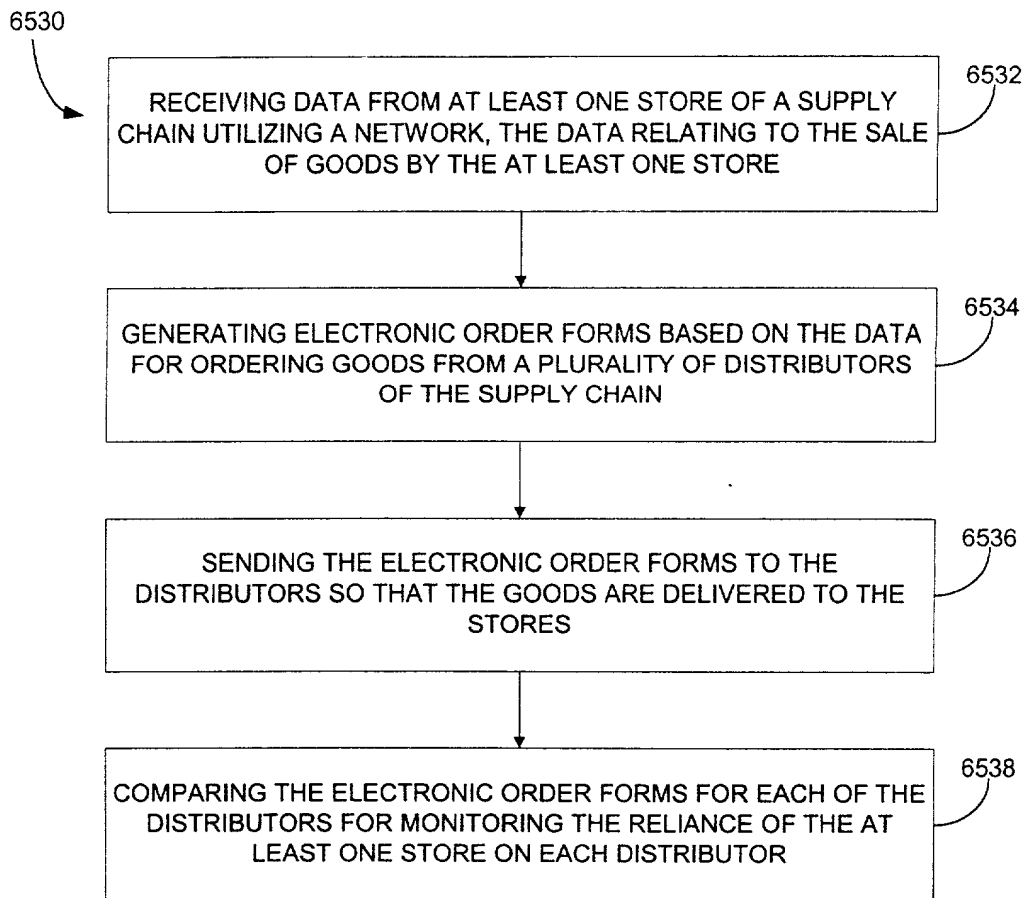 6530
6532
RECEIVING DATA FROM AT LEAST ONE STORE OF A SUPPLY
CHAIN UTILIZING A NETWORK, THE DATA RELATING TO THE SALE
OF GOODS BY THE AT LEAST ONE STORE
6534
GENERATING ELECTRONIC ORDER FORMS BASED ON THE DATA
FOR ORDERING GOODS FROM A PLURALITY OF DISTRIBUTORS
OF THE SUPPLY CHAIN
6536
SENDING THE ELECTRONIC ORDER FORMS TO THE
DISTRIBUTORS SO THAT THE GOODS ARE DELIVERED TO THE
STORES
6538
COMPARING THE ELECTRONIC ORDER FORMS FOR EACH OF THE
DISTRIBUTORS FOR MONITORING THE RELIANCE OF THE AT
LEAST ONE STORE ON EACH DISTRIBUTOR